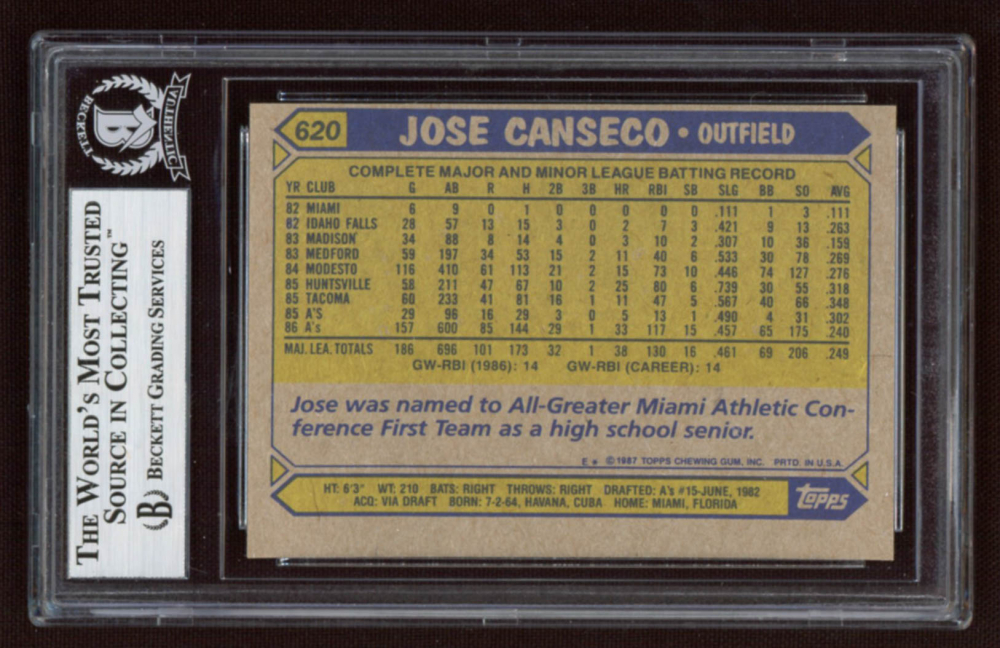 BECKETT
AUTHENTIC
B
THE WORLD'S MOST TRUSTED
SOURCE IN COLLECTING™
B BECKETT GRADING SERVICES
620 JOSE CANSECO • OUTFIELD
COMPLETE MAJOR AND MINOR LEAGUE BATTING RECORD
YR CLUB G AB R H 2B 3B HR RBI SB SLG BB SO AVG
82 MIAMI 6 9 0 1 0 0 0 0 0 .111 1 3 .111
82 IDAHO FALLS 28 57 13 15 3 0 2 7 3 .421 9 13 .263
83 MADISON 34 88 8 14 4 0 3 10 2 .307 10 36 .159
83 MEDFORD 59 197 34 53 15 2 11 40 6 .533 30 78 .269
84 MODESTO 116 410 61 113 21 2 15 73 10 .446 74 127 .276
85 HUNTSVILLE 58 211 47 67 10 2 25 80 6 .739 30 55 .318
85 TACOMA 60 233 41 81 16 1 11 47 5 .567 40 66 .348
85 A'S 29 96 16 29 3 0 5 13 1 .490 4 31 .302
86 A's 157 600 85 144 29 1 33 117 15 .457 65 175 .240
MAJ. LEA. TOTALS 186 696 101 173 32 1 38 130 16 .461 69 206 .249
GW-RBI (1986): 14 GW-RBI (CAREER): 14
Jose was named to All-Greater Miami Athletic Con-
ference First Team as a high school senior.
E * © 1987 TOPPS CHEWING GUM, INC. PRTD. IN U.S.A.
HT: 6'3" WT: 210 BATS: RIGHT THROWS: RIGHT DRAFTED: A's #15-JUNE, 1982
ACQ: VIA DRAFT BORN: 7-2-64, HAVANA, CUBA HOME: MIAMI, FLORIDA
Topps